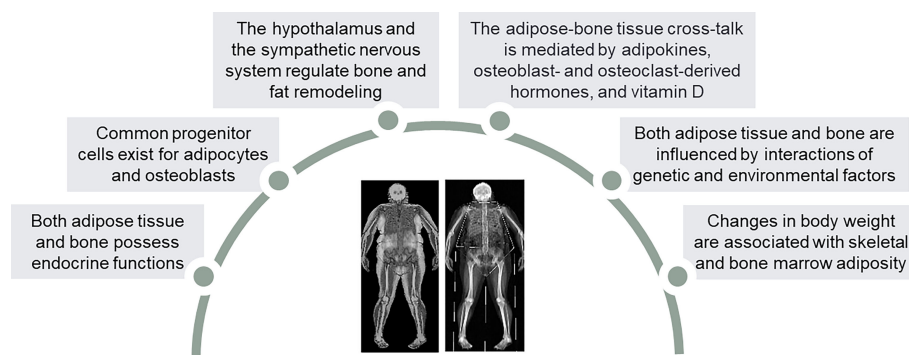 The hypothalamus and
the sympathetic nervous
system regulate bone and
fat remodeling
The adipose-bone tissue cross-talk
is mediated by adipokines,
osteoblast- and osteoclast-derived
hormones, and vitamin D
Common progenitor
cells exist for adipocytes
and osteoblasts
Both adipose tissue and bone are
influenced by interactions of
genetic and environmental factors
Both adipose tissue
and bone possess
endocrine functions
Changes in body weight
are associated with skeletal
and bone marrow adiposity